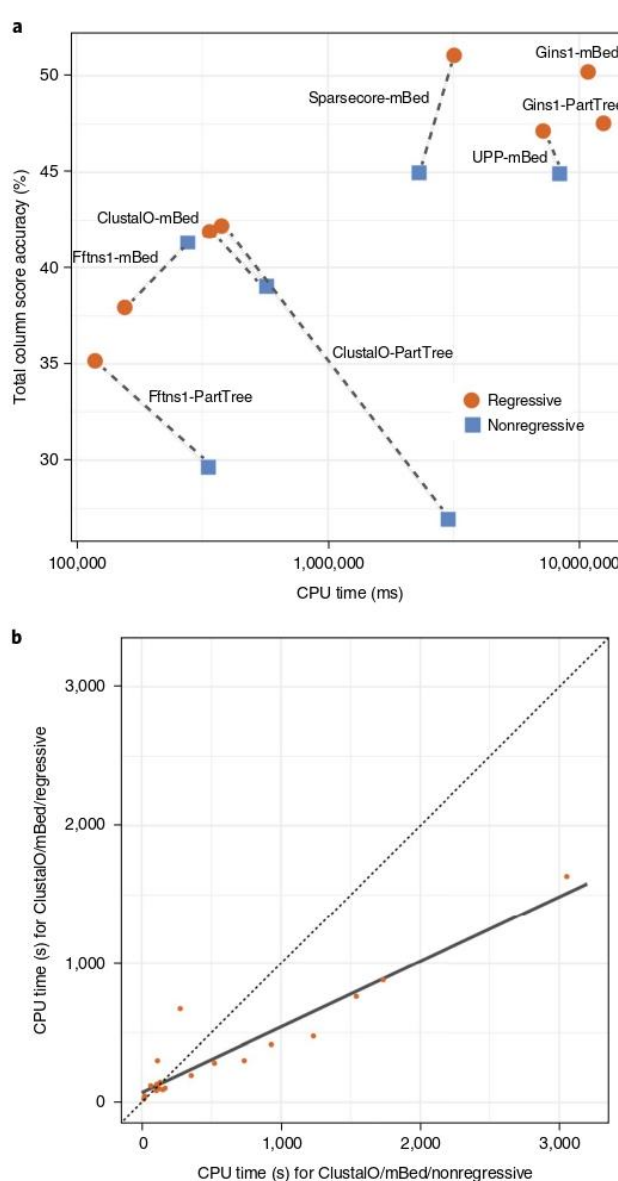 a
Total column score accuracy (%)
50
45
40
35
30
Gins1-mBed
Sparsecore-mBed
Gins1-PartTree
UPP-mBed
ClustalO-mBed
Fftns1-mBed
ClustalO-PartTree
Fftns1-PartTree
Regressive
Nonregressive
100,000
1,000,000
10,000,000
CPU time (ms)
b
CPU time (s) for ClustalO/mBed/regressive
3,000
2,000
1,000
0
0
1,000
2,000
3,000
CPU time (s) for ClustalO/mBed/nonregressive